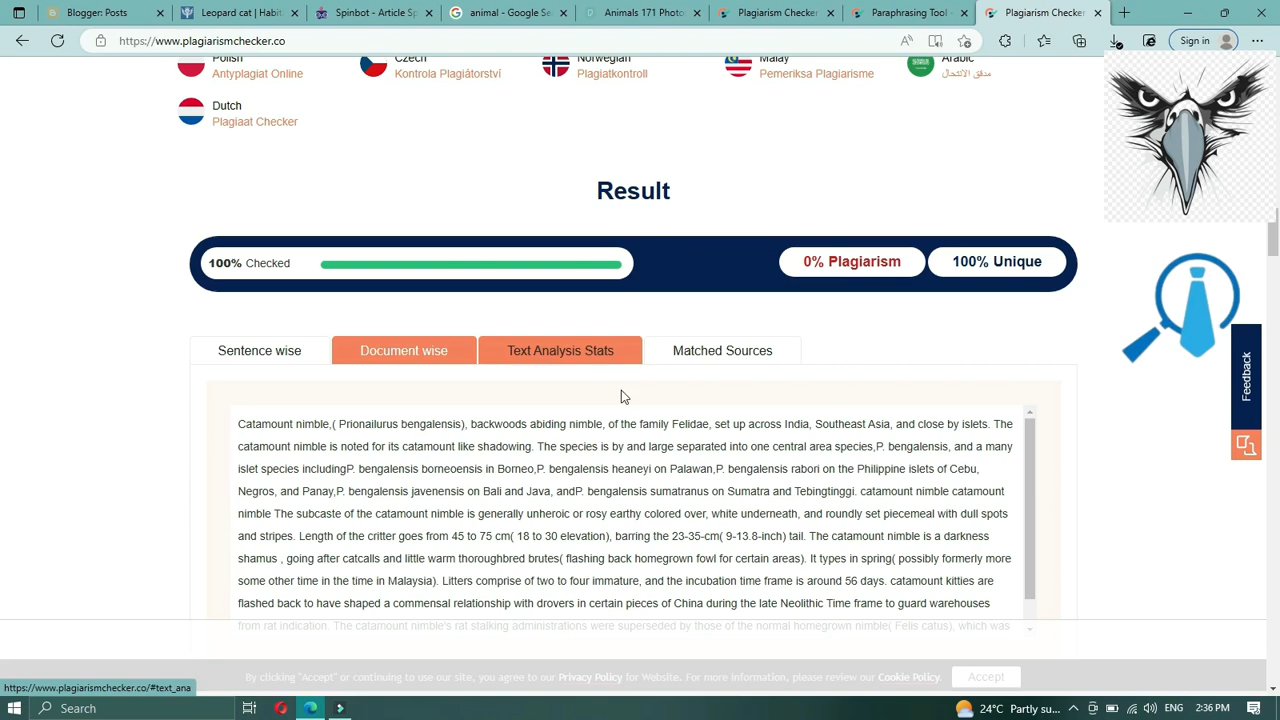 Blogger: Posts
Leopard cat | Habitat
Spinbot - Article Sp
animal - Google Se
Animals 171 Photo
Plagiarism Checker
Paraphrasing Tool -
Plagiarism Checker
https://www.plagiarismchecker.co
Sign in
Polish
Czech
Norwegian
Malay
Arabic
Antyplagiat Online
Kontrola Plagiátorství
Plagiatkontroll
Pemeriksa Plagiarisme
مدقق الانتحال
Dutch
Plagiaat Checker
Result
100% Checked
0% Plagiarism
100% Unique
Sentence wise
Document wise
Text Analysis Stats
Matched Sources
Feedback
Catamount nimble,( Prionailurus bengalensis), backwoods abiding nimble, of the family Felidae, set up across India, Southeast Asia, and close by islets. The
catamount nimble is noted for its catamount like shadowing. The species is by and large separated into one central area species,P. bengalensis, and a many
islet species includingP. bengalensis borneoensis in Borneo,P. bengalensis heaneyi on Palawan,P. bengalensis rabori on the Philippine islets of Cebu,
Negros, and Panay,P. bengalensis javenensis on Bali and Java, andP. bengalensis sumatranus on Sumatra and Tebingtinggi. catamount nimble catamount
nimble The subcaste of the catamount nimble is generally unheroic or rosy earthy colored over, white underneath, and roundly set piecemeal with dull spots
and stripes. Length of the critter goes from 45 to 75 cm( 18 to 30 elevation), barring the 23-35-cm( 9-13.8-inch) tail. The catamount nimble is a darkness
shamus , going after catcalls and little warm thoroughbred brutes( flashing back homegrown fowl for certain areas). It types in spring( possibly formerly more
some other time in the time in Malaysia). Litters comprise of two to four immature, and the incubation time frame is around 56 days. catamount kitties are
flashed back to have shaped a commensal relationship with drovers in certain pieces of China during the late Neolithic Time frame to guard warehouses
from rat indication. The catamount nimble's rat stalking administrations were superseded by those of the normal homegrown nimble( Felis catus), which was
By clicking "Accept" or continuing to use our site, you agree to our Privacy Policy for Website. For more information, please review our Cookie Policy.
Accept
https://www.plagiarismchecker.co/#text_ana
Search
24°C Partly su...
ENG
2:36 PM